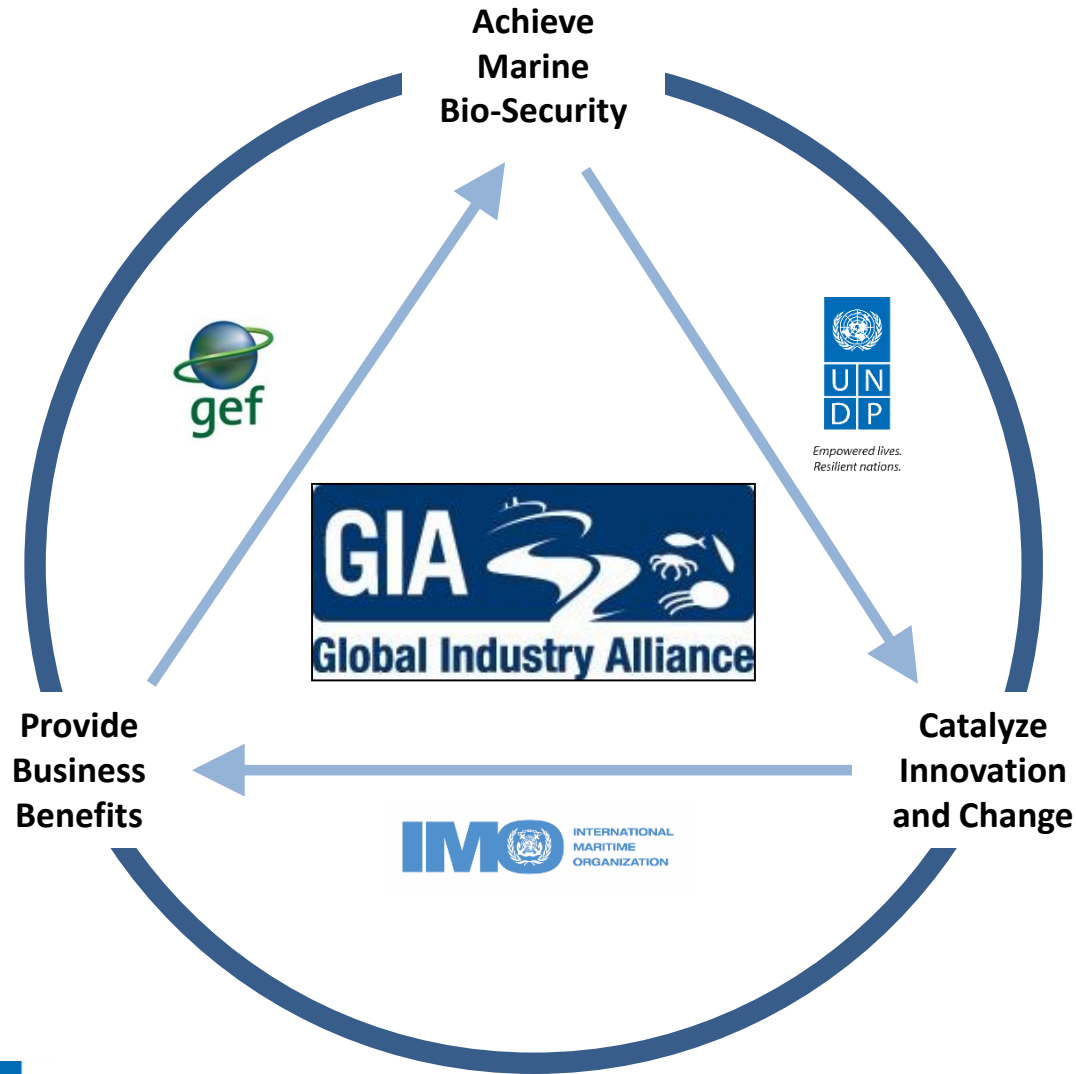 Achieve
Marine
Bio-Security
gef
U N
D P
Empowered lives.
Resilient nations.
GIA
Global Industry Alliance
Provide
Business
Benefits
Catalyze
Innovation
and Change
IMO
INTERNATIONAL
MARITIME
ORGANIZATION